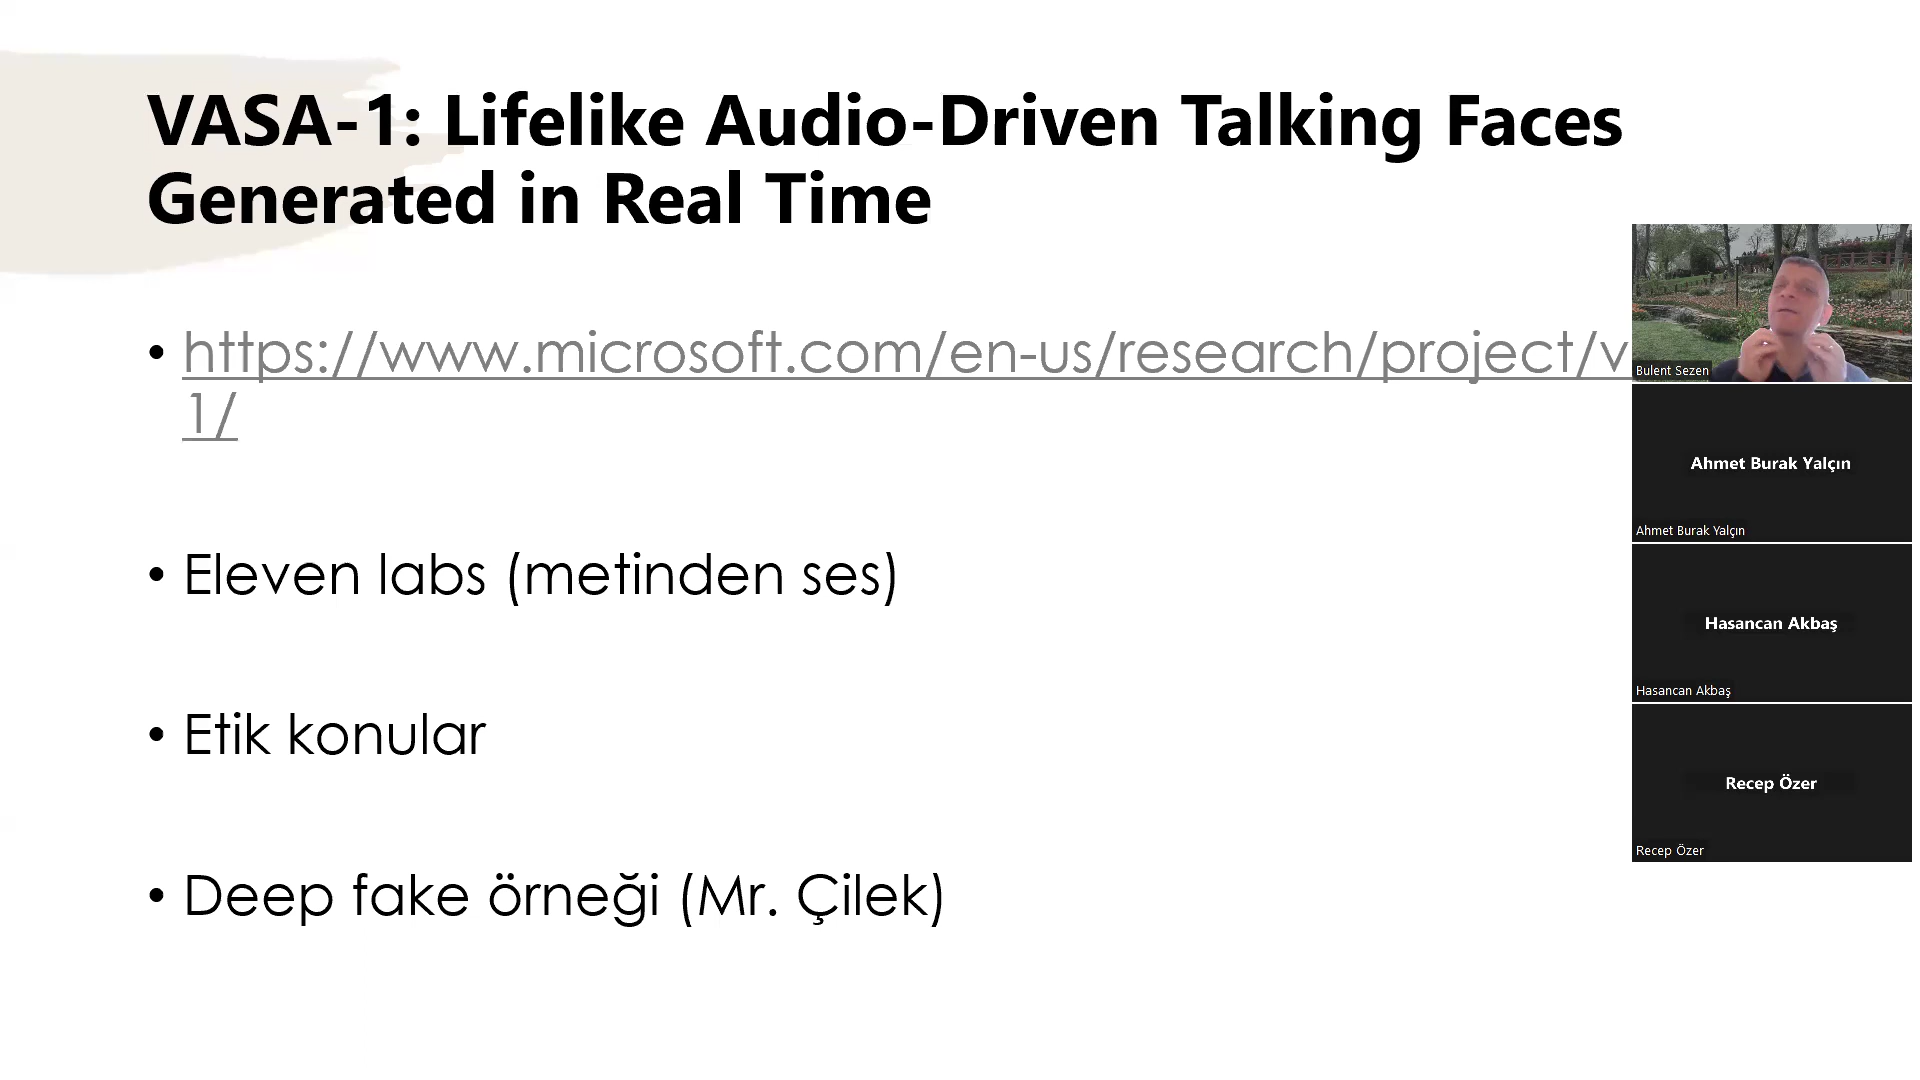 VASA-1: Lifelike Audio-Driven Talking Faces
Generated in Real Time
• https://www.microsoft.com/en-us/research/project/v
1/
• Eleven labs (metinden ses)
• Etik konular
• Deep fake örneği (Mr. Çilek)
Bulent Sezen
Ahmet Burak Yalçın
Ahmet Burak Yalçın
Hasancan Akbaş
Hasancan Akbaş
Recep Özer
Recep Özer